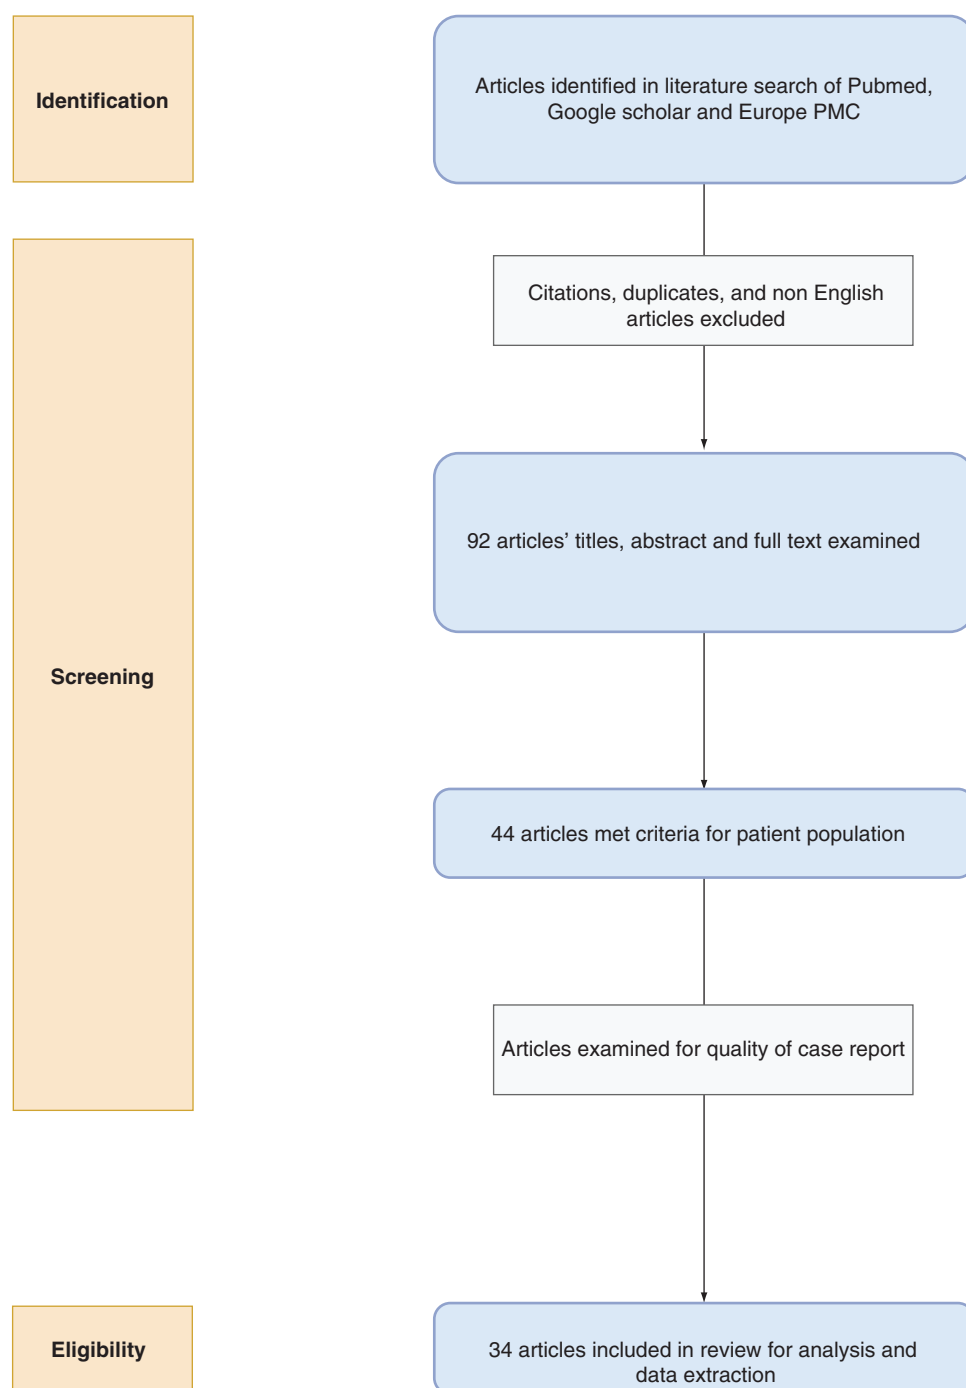 Identification
Articles identified in literature search of Pubmed,
Google scholar and Europe PMC
Citations, duplicates, and non English
articles excluded
92 articles’ titles, abstract and full text examined
Screening
44 articles met criteria for patient population
Articles examined for quality of case report
Eligibility
34 articles included in review for analysis and
data extraction